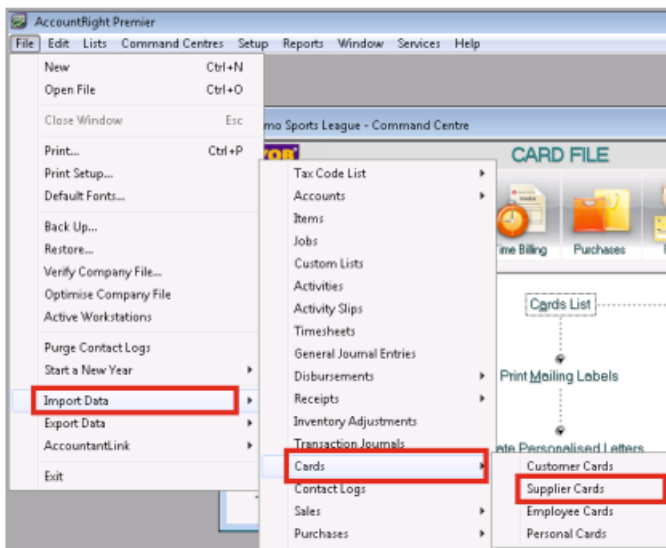 AccountRight Premier
File Edit Lists Command Centres Setup Reports Window Services Help
New Ctrl+N
Open File Ctrl+O
Close Window Esc
Print... Ctrl+P
Print Setup...
Default Fonts...
Back Up...
Restore...
Verify Company File...
Optimise Company File
Active Workstations
Purge Contact Logs
Start a New Year
Import Data
Export Data
AccountantLink
Exit
mo Sports League - Command Centre
CARD FILE
Tax Code List
Accounts
Items
Jobs
Custom Lists
Activities
Activity Slips
Timesheets
General Journal Entries
Disbursements
Receipts
Inventory Adjustments
Transaction Journals
Cards
Contact Logs
Sales
Purchases
ime Billing Purchases
Cards List
Print Mailing Labels
ate Personalised Letters
Customer Cards
Supplier Cards
Employee Cards
Personal Cards